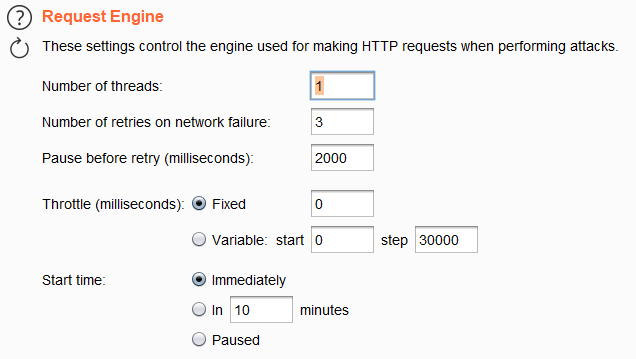 ? Request Engine
These settings control the engine used for making HTTP requests when performing attacks.
Number of threads: 1
Number of retries on network failure: 3
Pause before retry (milliseconds): 2000
Throttle (milliseconds): Fixed 0
Variable: start 0 step 30000
Start time: Immediately
In 10 minutes
Paused